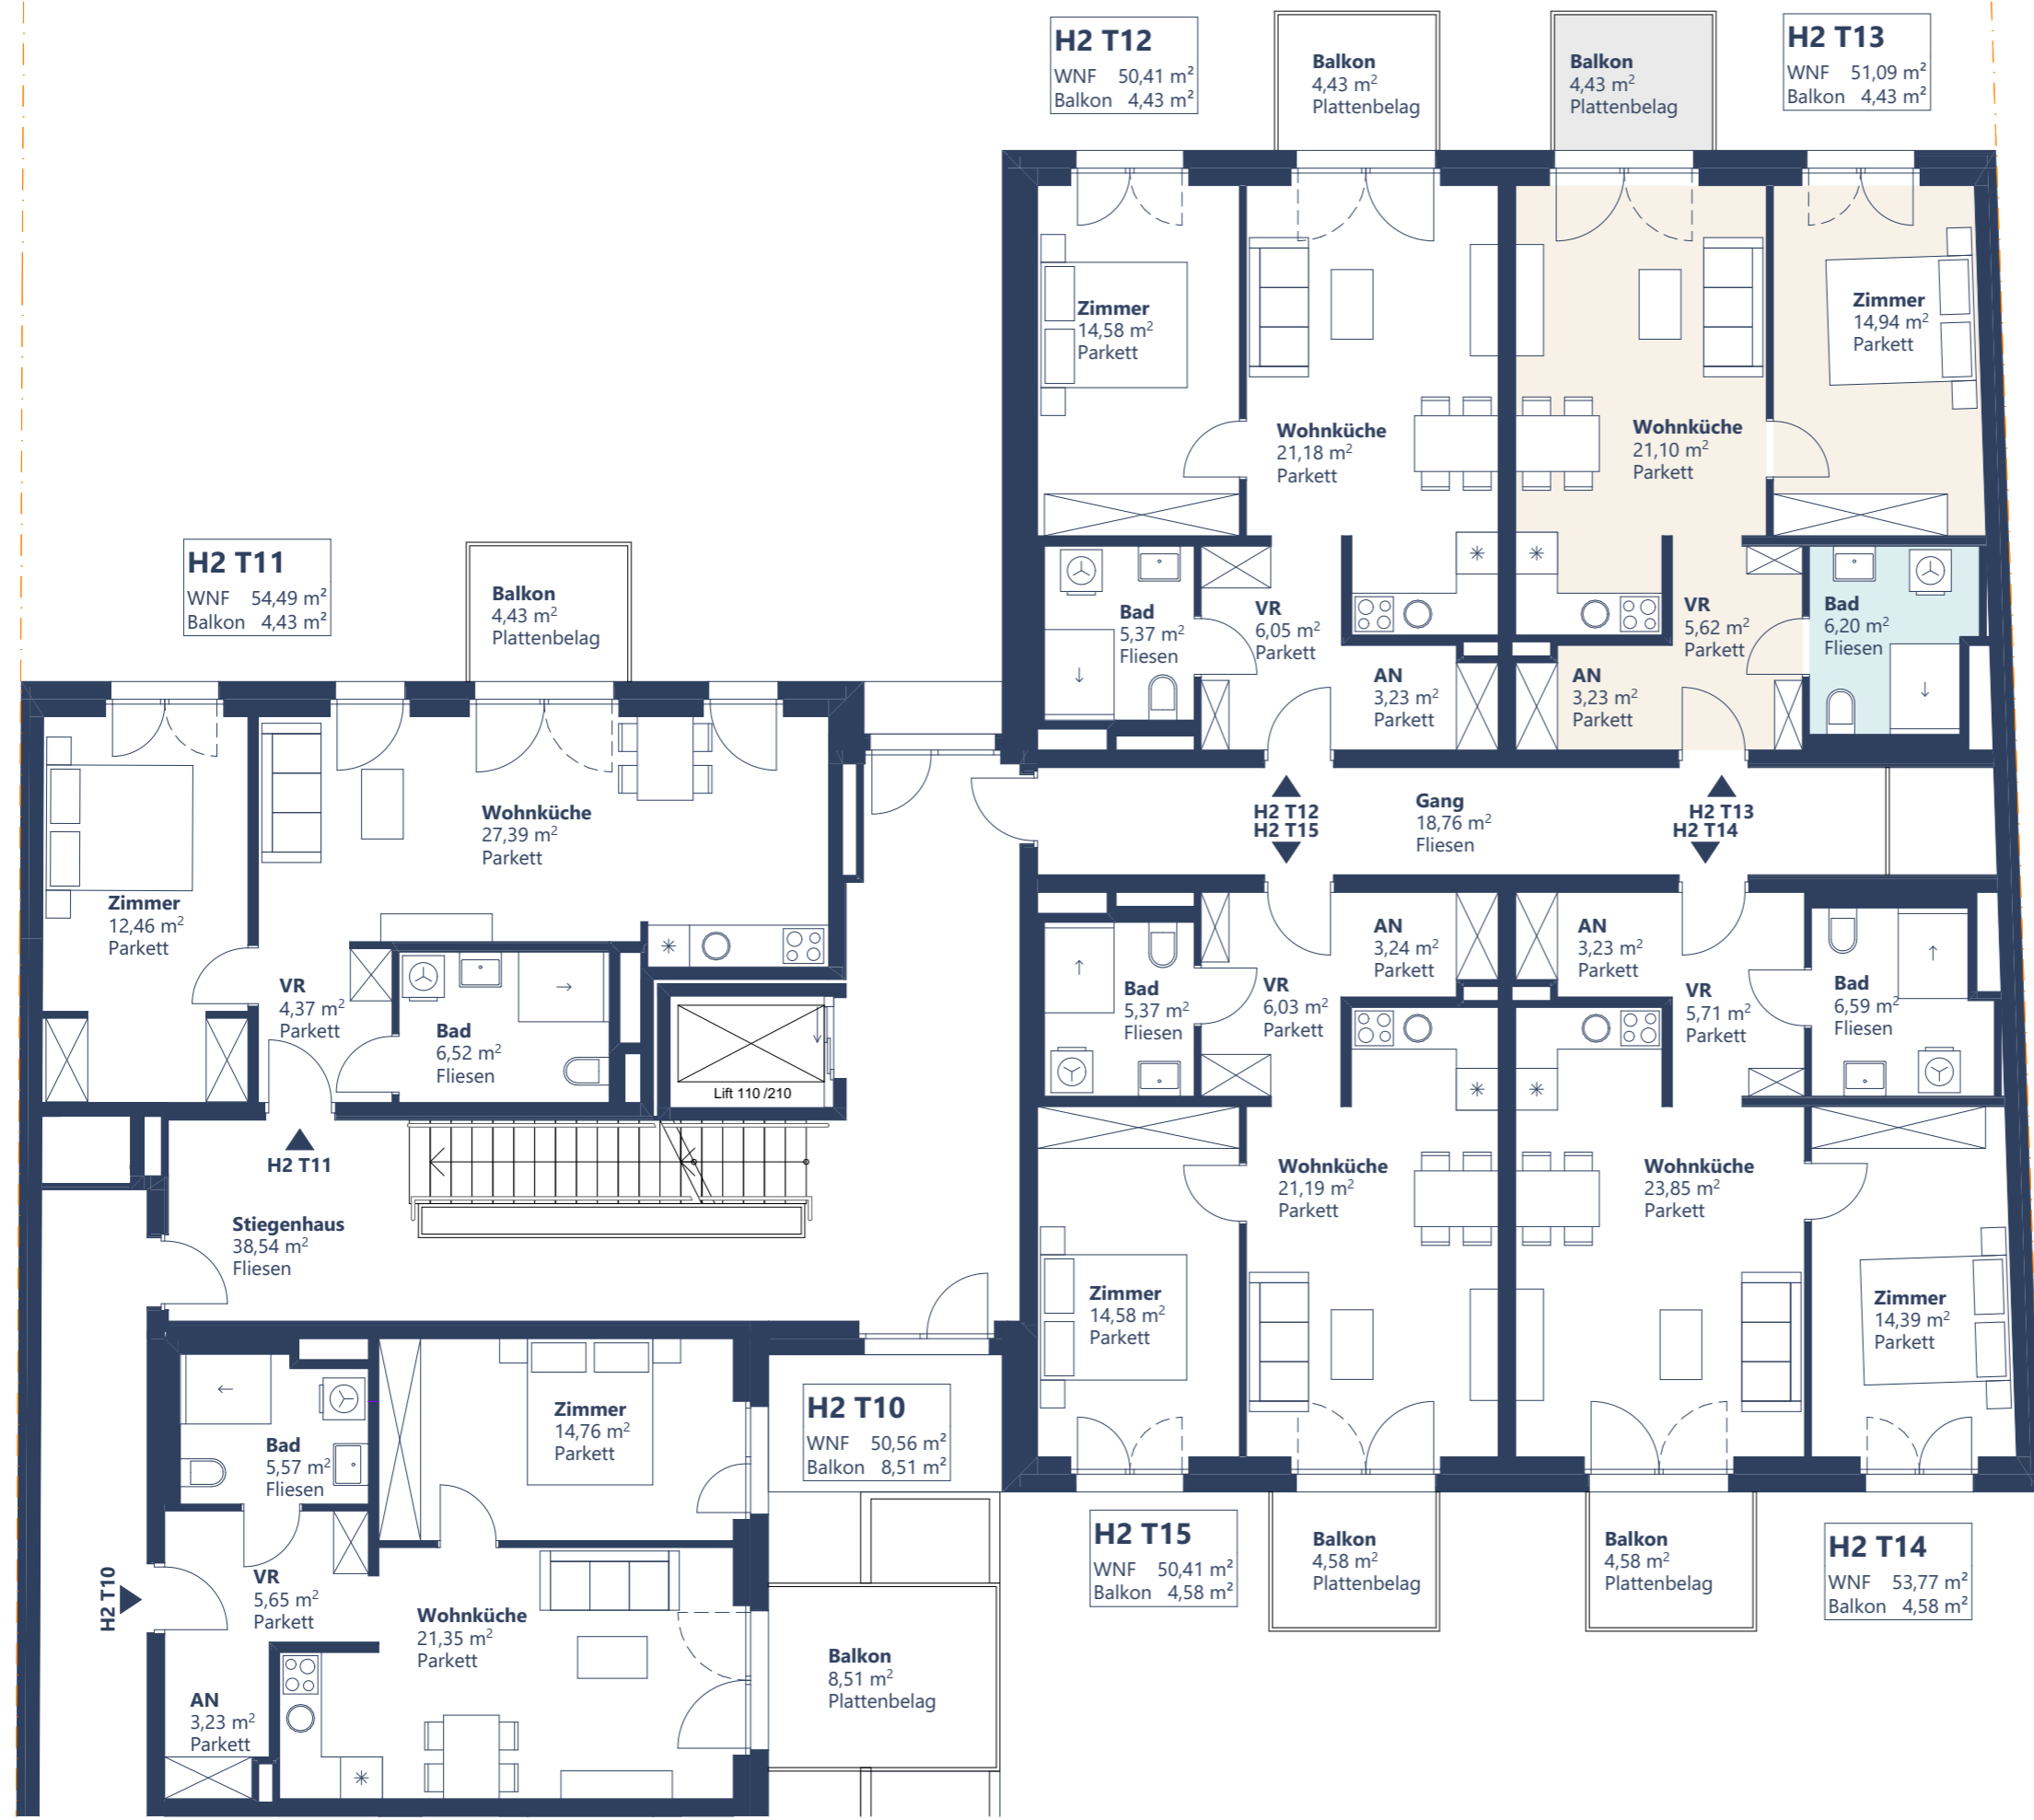 H2 T12
WNF 50,41 m²
Balkon 4,43 m²
Balkon
4,43 m²
Plattenbelag
Balkon
4,43 m²
Plattenbelag
H2 T13
WNF 51,09 m²
Balkon 4,43 m²
Zimmer
14,58 m²
Parkett
Wohnküche
21,18 m²
Parkett
Wohnküche
21,10 m²
Parkett
Zimmer
14,94 m²
Parkett
Bad
5,37 m²
Fliesen
VR
6,05 m²
Parkett
AN
3,23 m²
Parkett
AN
3,23 m²
Parkett
VR
5,62 m²
Parkett
Bad
6,20 m²
Fliesen
H2 T11
WNF 54,49 m²
Balkon 4,43 m²
Balkon
4,43 m²
Plattenbelag
Zimmer
12,46 m²
Parkett
Wohnküche
27,39 m²
Parkett
VR
4,37 m²
Parkett
Bad
6,52 m²
Fliesen
Lift 110 /210
H2 T11
Stiegenhaus
38,54 m²
Fliesen
H2 T12
H2 T15
Gang
18,76 m²
Fliesen
H2 T13
H2 T14
Bad
5,37 m²
Fliesen
VR
6,03 m²
Parkett
AN
3,24 m²
Parkett
AN
3,23 m²
Parkett
VR
5,71 m²
Parkett
Bad
6,59 m²
Fliesen
Zimmer
14,58 m²
Parkett
Wohnküche
21,19 m²
Parkett
Wohnküche
23,85 m²
Parkett
Zimmer
14,39 m²
Parkett
Bad
5,57 m²
Fliesen
Zimmer
14,76 m²
Parkett
H2 T10
WNF 50,56 m²
Balkon 8,51 m²
H2 T10
VR
5,65 m²
Parkett
Wohnküche
21,35 m²
Parkett
AN
3,23 m²
Parkett
Balkon
8,51 m²
Plattenbelag
H2 T15
WNF 50,41 m²
Balkon 4,58 m²
Balkon
4,58 m²
Plattenbelag
Balkon
4,58 m²
Plattenbelag
H2 T14
WNF 53,77 m²
Balkon 4,58 m²